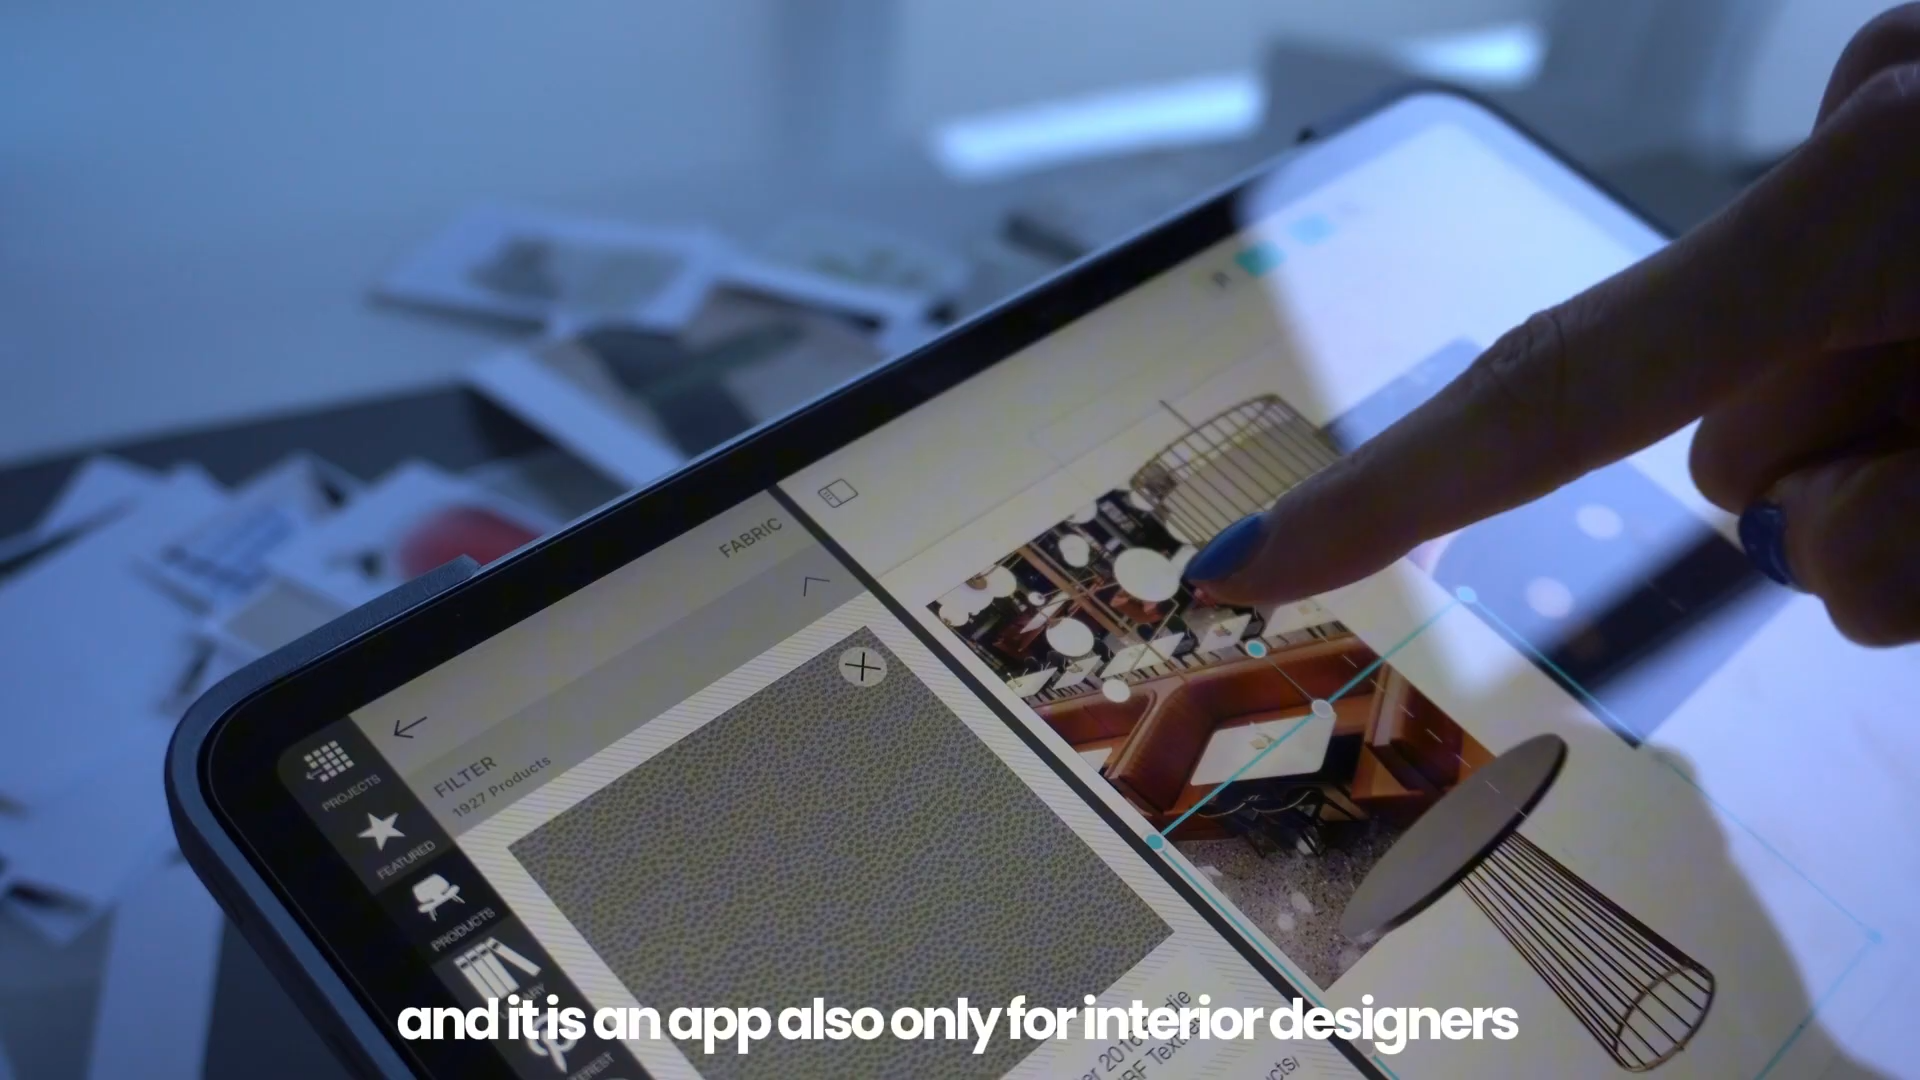 FABRIC
FILTER
1927 Products
PROJECTS
FEATURED
PRODUCTS
and it is an app also only for interior designers